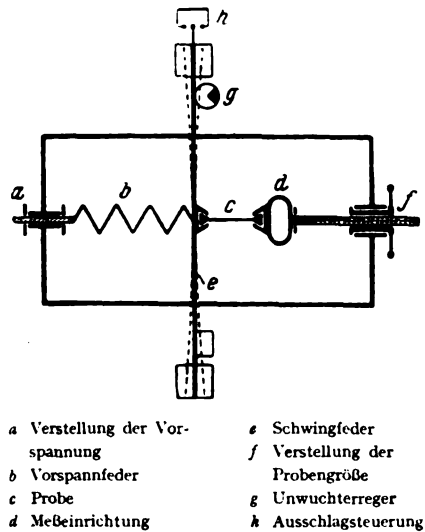 h
g
a
b
c
d
f
e
a Verstellung der Vor-
spannung
b Vorspannfeder
c Probe
d Meßeinrichtung
e Schwingfeder
f Verstellung der
Probengröße
g Unwuchterreger
h Ausschlagsteuerung